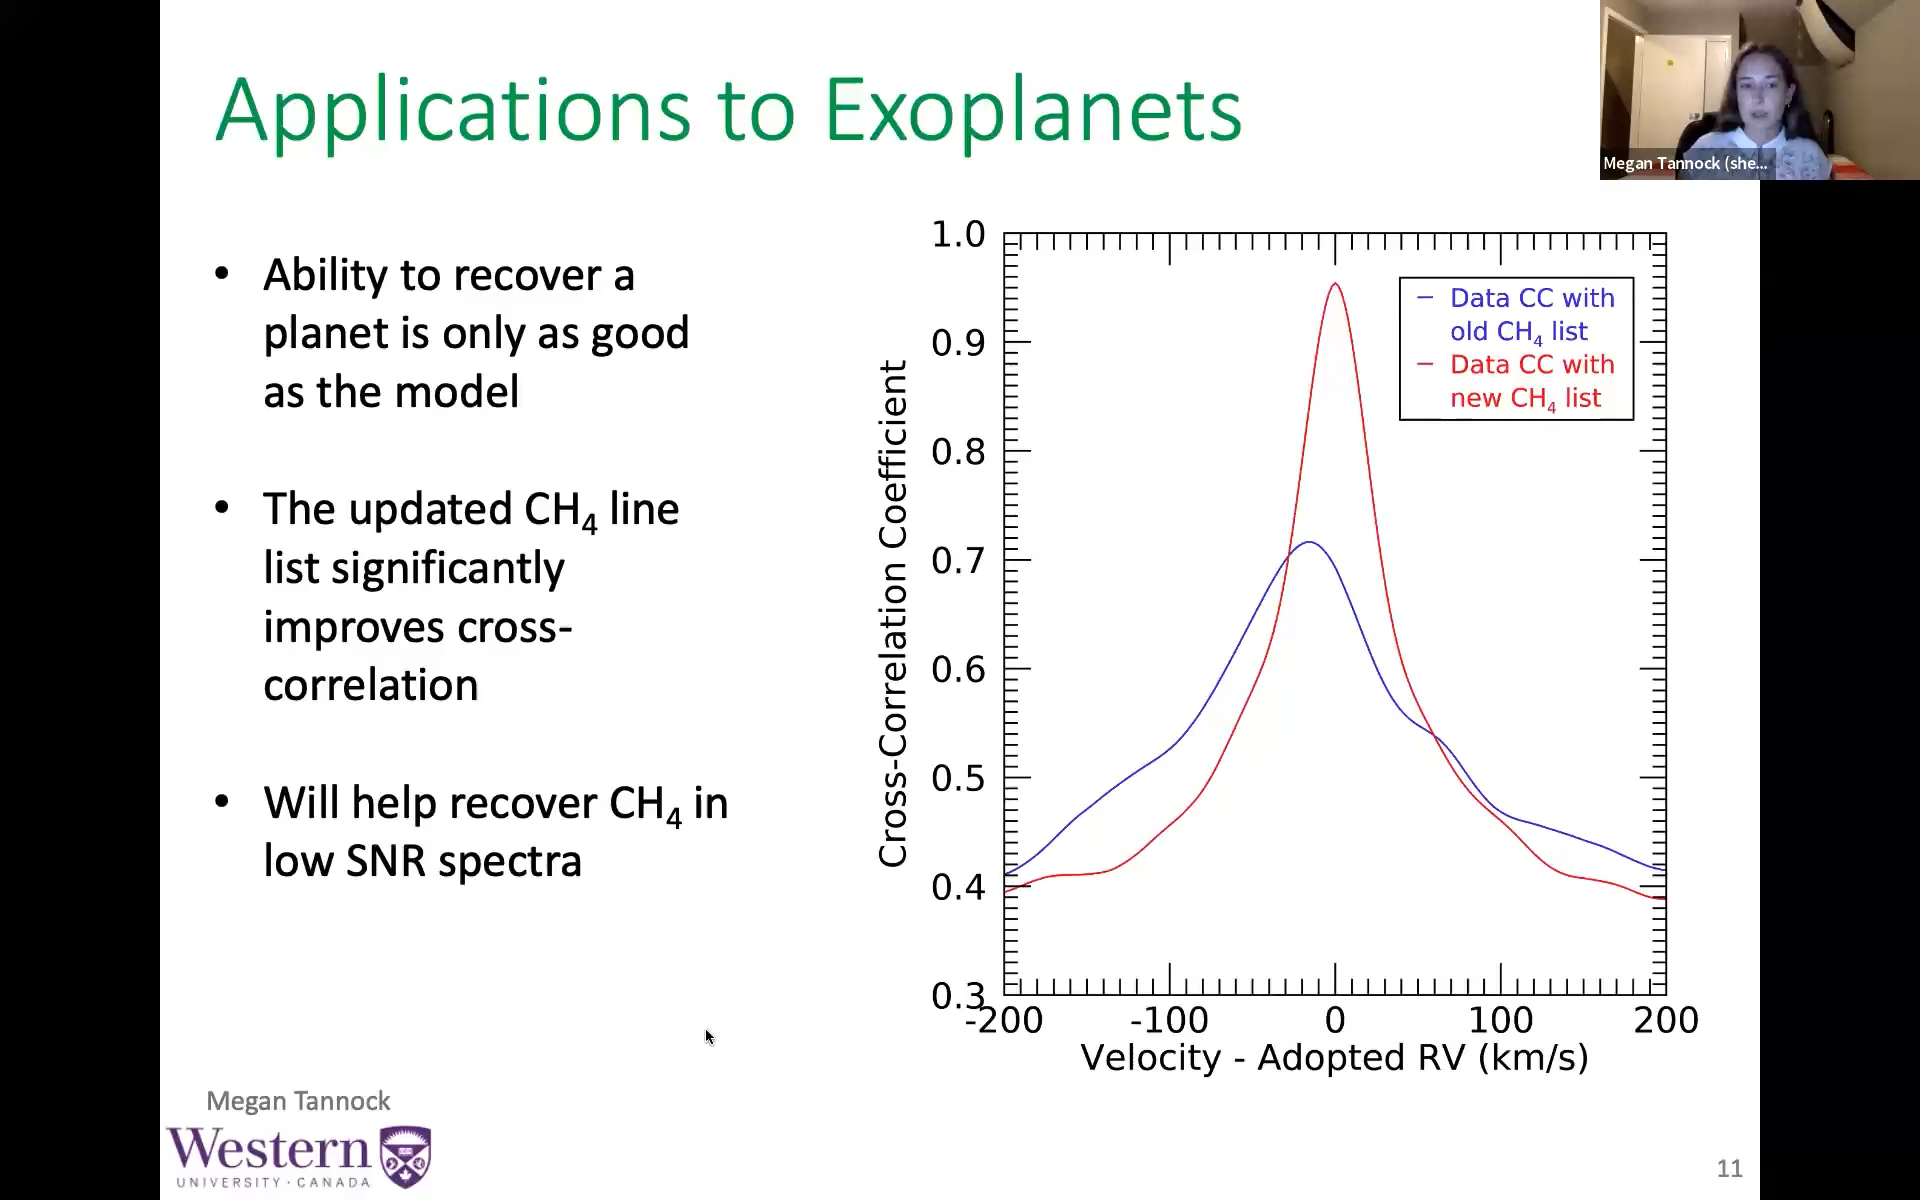 Applications to Exoplanets
Megan Tannock (she...
• Ability to recover a
planet is only as good
as the model
• The updated CH₄ line
list significantly
improves cross-
correlation
• Will help recover CH₄ in
low SNR spectra
1.0
0.9
0.8
0.7
0.6
0.5
0.4
0.3
Cross-Correlation Coefficient
Data CC with
old CH₄ list
Data CC with
new CH₄ list
-200 -100 0 100 200
Velocity - Adopted RV (km/s)
Megan Tannock
Western
UNIVERSITY · CANADA
11